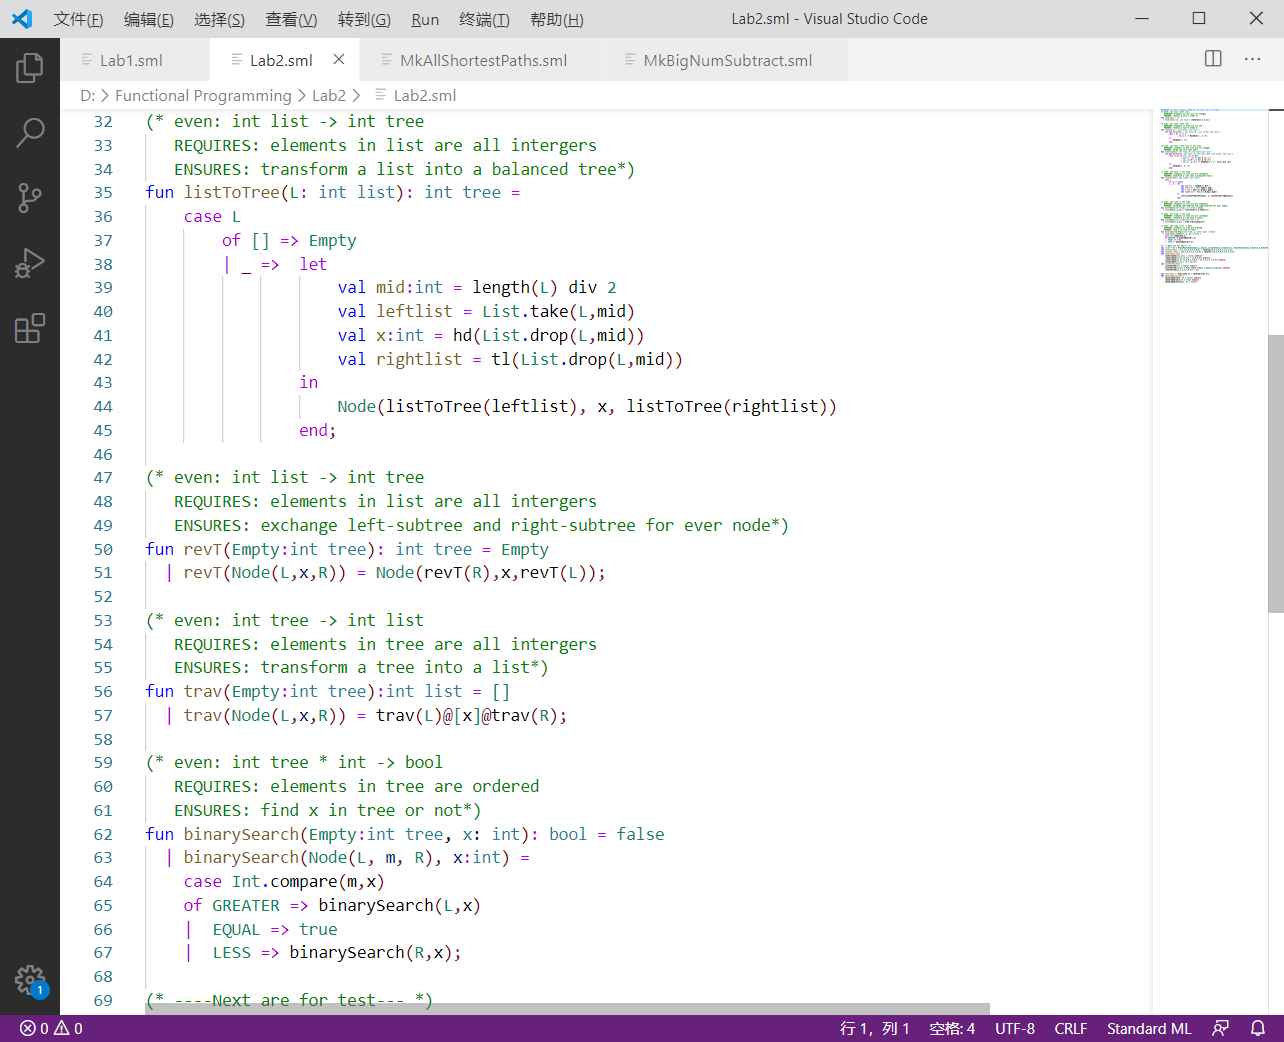 文件(F) 编辑(E) 选择(S) 查看(V) 转到(G) Run 终端(T) 帮助(H) Lab2.sml - Visual Studio Code
Lab1.sml Lab2.sml MkAllShortestPaths.sml MkBigNumSubtract.sml
D: > Functional Programming > Lab2 > Lab2.sml
32 (* even: int list -> int tree
33 REQUIRES: elements in list are all intergers
34 ENSURES: transform a list into a balanced tree*)
35 fun listToTree(L: int list): int tree =
36 case L
37 of [] => Empty
38 | _ => let
39 val mid:int = length(L) div 2
40 val leftlist = List.take(L,mid)
41 val x:int = hd(List.drop(L,mid))
42 val rightlist = tl(List.drop(L,mid))
43 in
44 Node(listToTree(leftlist), x, listToTree(rightlist))
45 end;
46
47 (* even: int list -> int tree
48 REQUIRES: elements in list are all intergers
49 ENSURES: exchange left-subtree and right-subtree for ever node*)
50 fun revT(Empty:int tree): int tree = Empty
51 | revT(Node(L,x,R)) = Node(revT(R),x,revT(L));
52
53 (* even: int tree -> int list
54 REQUIRES: elements in tree are all intergers
55 ENSURES: transform a tree into a list*)
56 fun trav(Empty:int tree):int list = []
57 | trav(Node(L,x,R)) = trav(L)@[x]@trav(R);
58
59 (* even: int tree * int -> bool
60 REQUIRES: elements in tree are ordered
61 ENSURES: find x in tree or not*)
62 fun binarySearch(Empty:int tree, x: int): bool = false
63 | binarySearch(Node(L, m, R), x:int) =
64 case Int.compare(m,x)
65 of GREATER => binarySearch(L,x)
66 | EQUAL => true
67 | LESS => binarySearch(R,x);
68
69 (* ----Next are for test--- *)
1
0 0 行 1，列 1 空格: 4 UTF-8 CRLF Standard ML